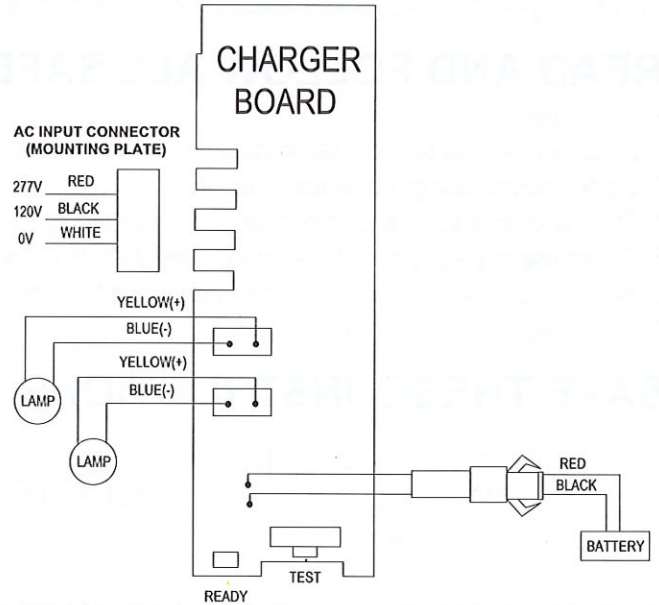 CHARGER
BOARD
AC INPUT CONNECTOR
(MOUNTING PLATE)
277V RED
120V BLACK
0V WHITE
YELLOW(+)
BLUE(-)
YELLOW(+)
BLUE(-)
LAMP
LAMP
RED
BLACK
BATTERY
TEST
READY